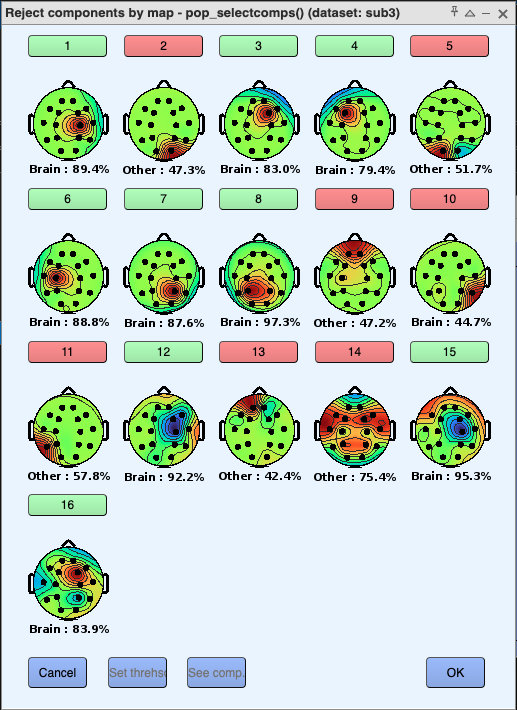 Reject components by map - pop_selectcomps() (dataset: sub3)
1 2 3 4 5
Brain : 89.4% Other : 47.3% Brain : 83.0% Brain : 79.4% Other : 51.7%
6 7 8 9 10
Brain : 88.8% Brain : 87.6% Brain : 97.3% Other : 47.2% Brain : 44.7%
11 12 13 14 15
Other : 57.8% Brain : 92.2% Other : 42.4% Other : 75.4% Brain : 95.3%
16
Brain : 83.9%
Cancel Set threhsc See comp. OK